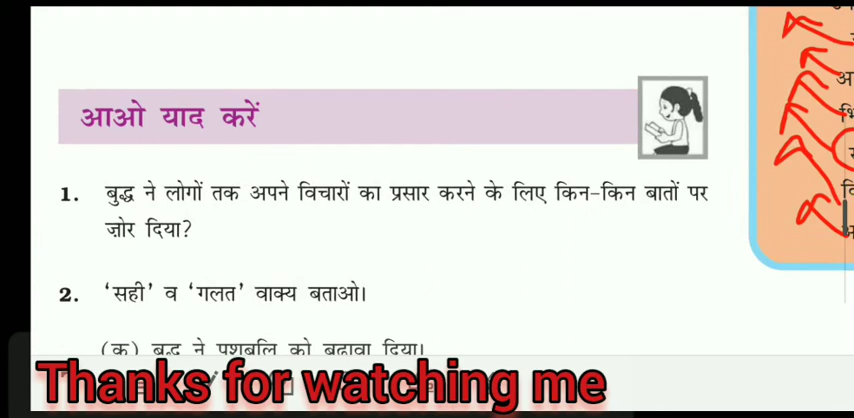 आओ याद करें
1. बुद्ध ने लोगों तक अपने विचारों का प्रसार करने के लिए किन-किन बातों पर
ज़ोर दिया?
2. 'सही' व 'गलत' वाक्य बताओ।
(क) बुद्ध ने पशुबलि को बढ़ावा दिया।
Thanks for watching me